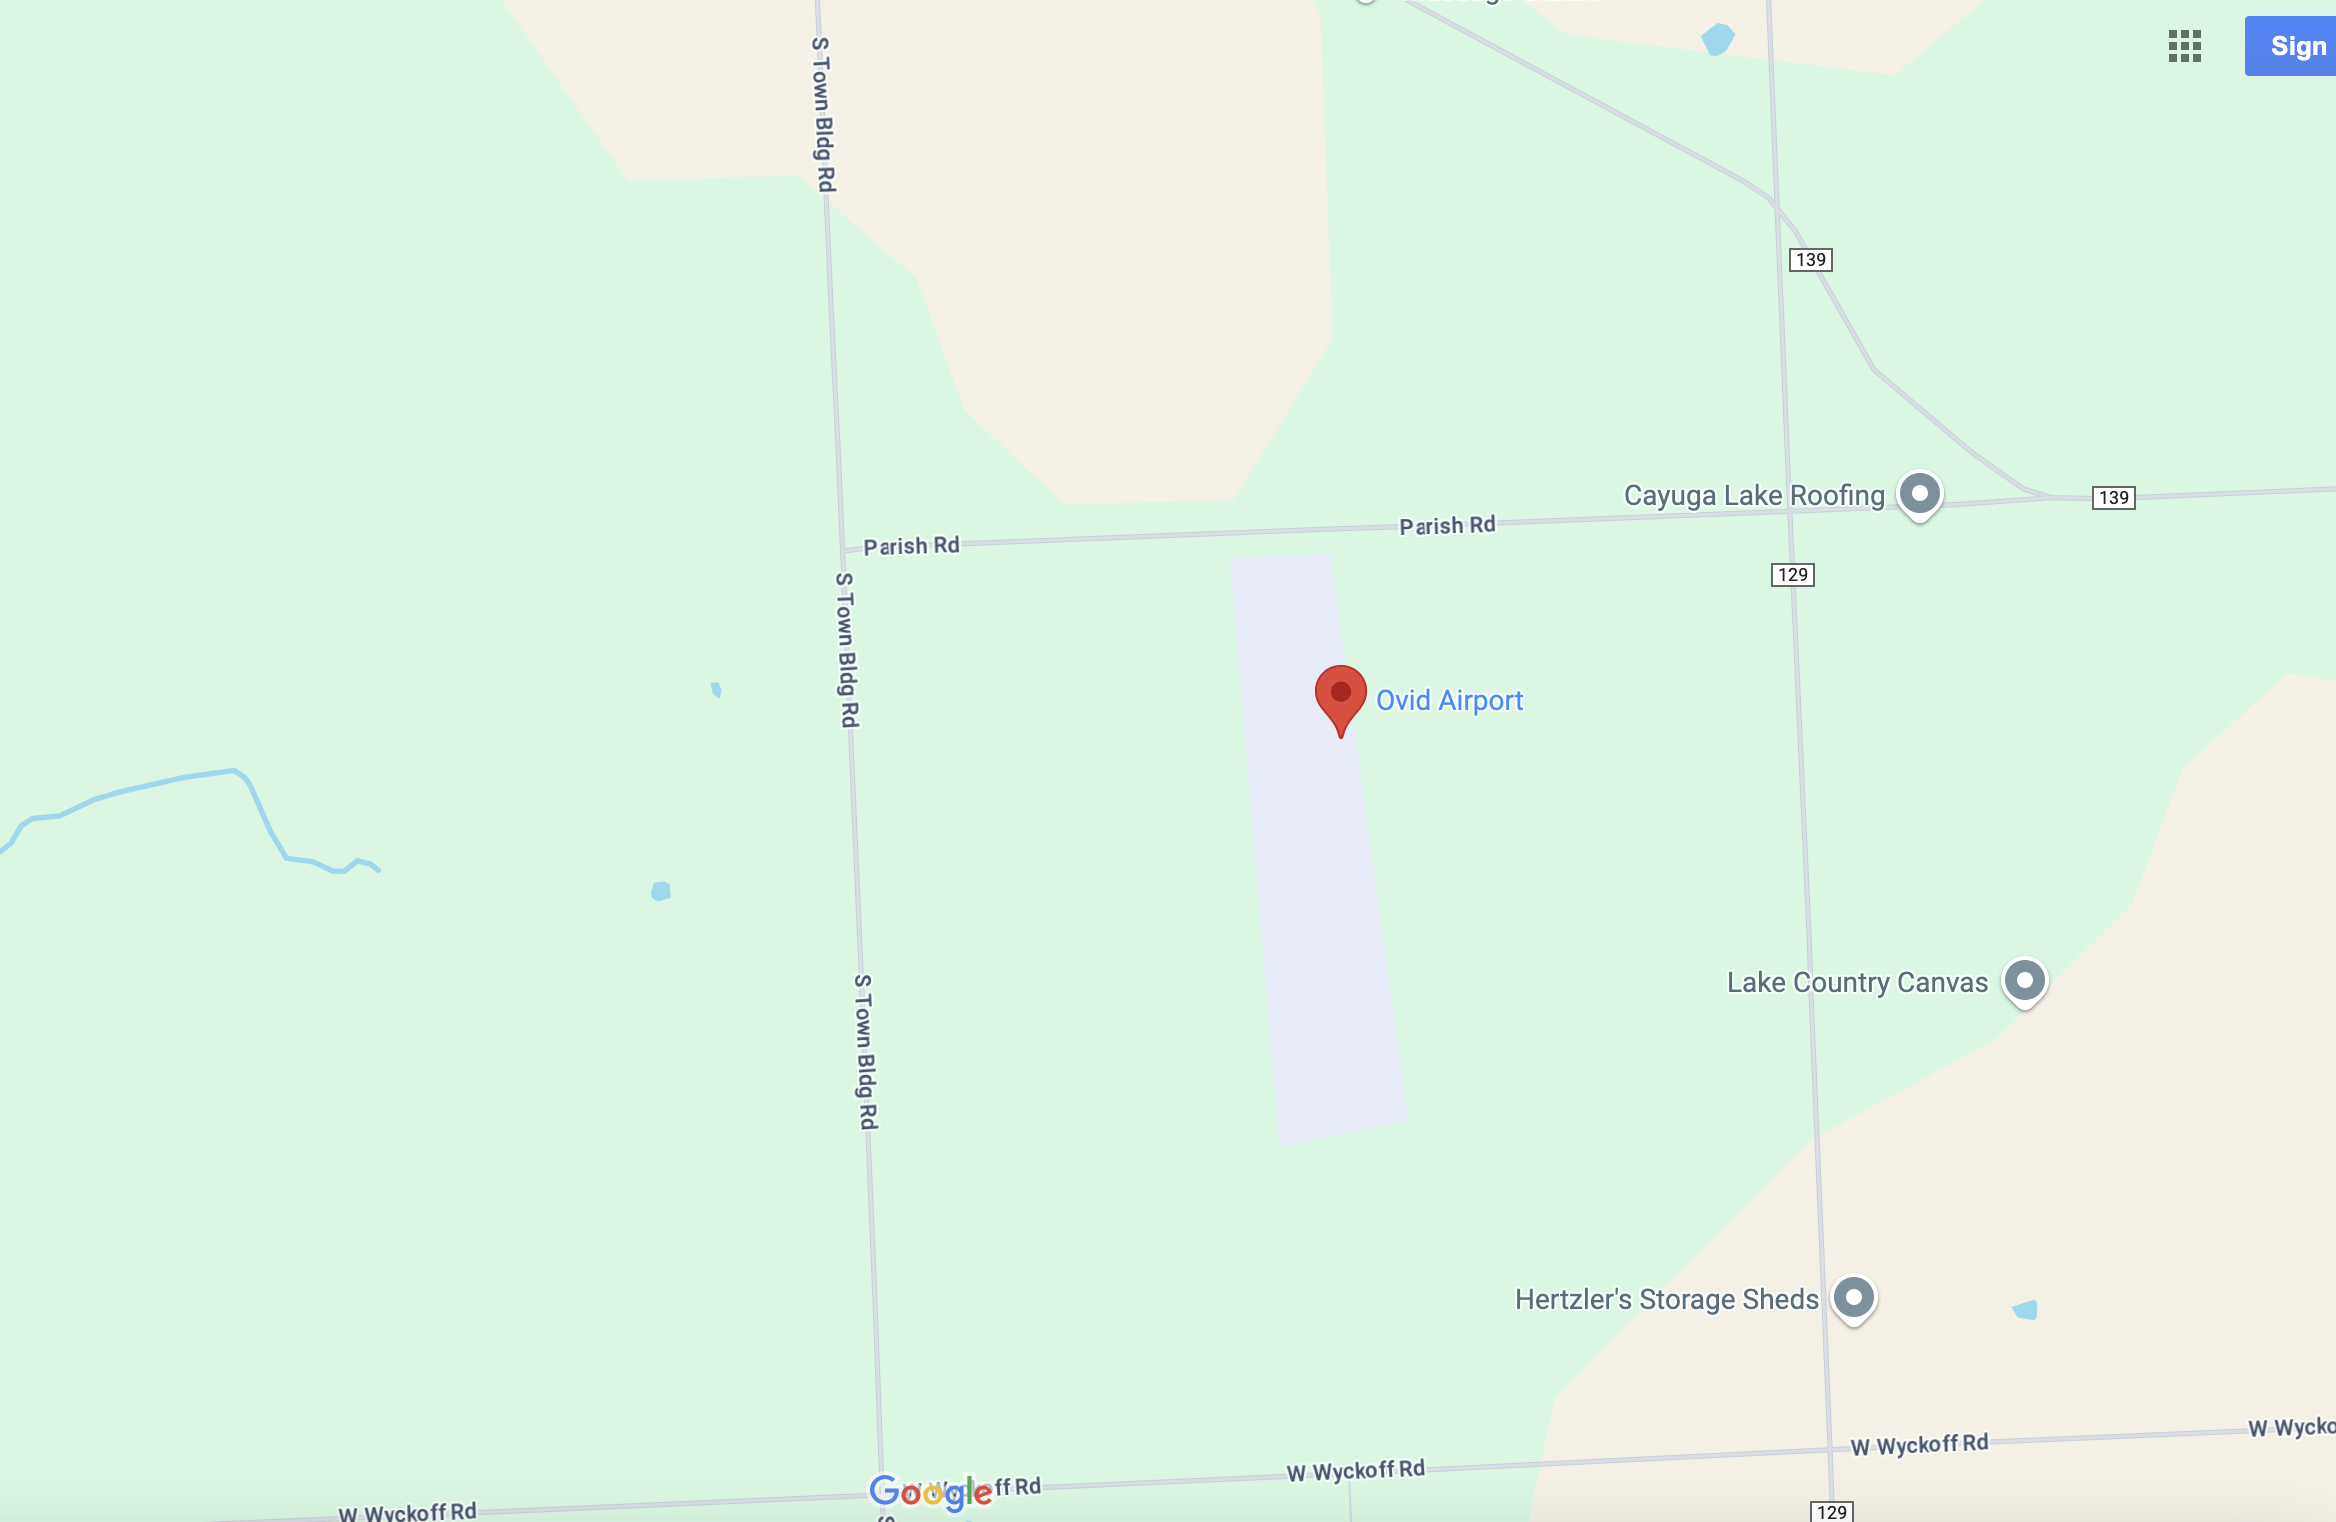 S Town Bldg Rd
Sign
139
Cayuga Lake Roofing
139
Parish Rd
Parish Rd
129
S Town Bldg Rd
Ovid Airport
S Town Bldg Rd
Lake Country Canvas
Hertzler's Storage Sheds
W Wycko
W Wyckoff Rd
W Wyckoff Rd
W Wyckoff Rd
Google
W Wyckoff Rd
129